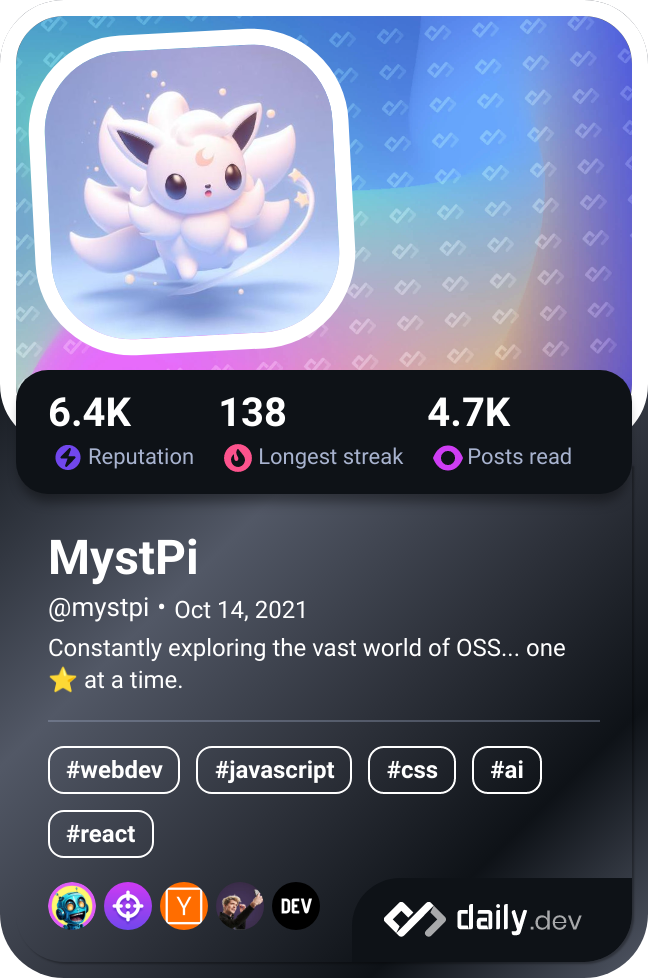 6.4K 138 4.7K
Reputation Longest streak Posts read
MystPi
@mystpi • Oct 14, 2021
Constantly exploring the vast world of OSS... one
⭐ at a time.
#webdev #javascript #css #ai
#react
Y DEV
daily.dev